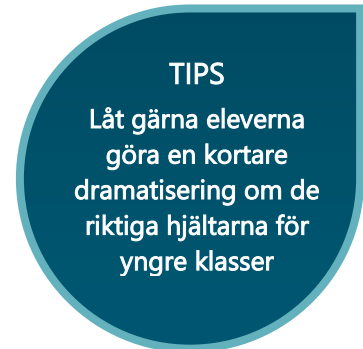 TIPS
Låt gärna eleverna
göra en kortare
dramatisering om de
riktiga hjältarna för
yngre klasser